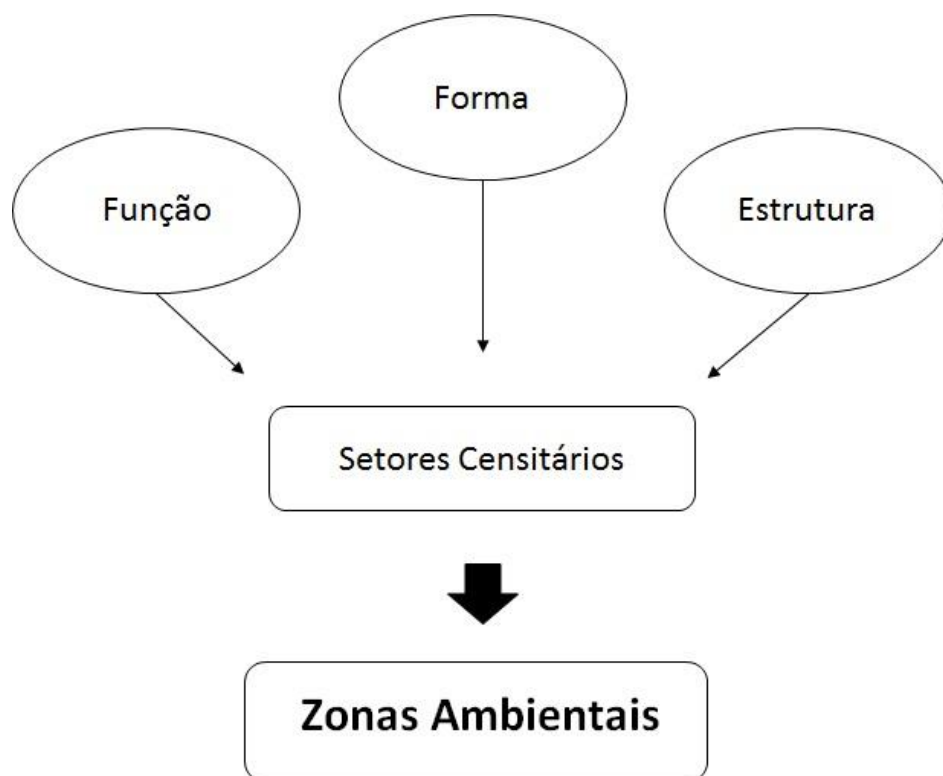 Forma
Função
Estrutura
Setores Censitários
Zonas Ambientais